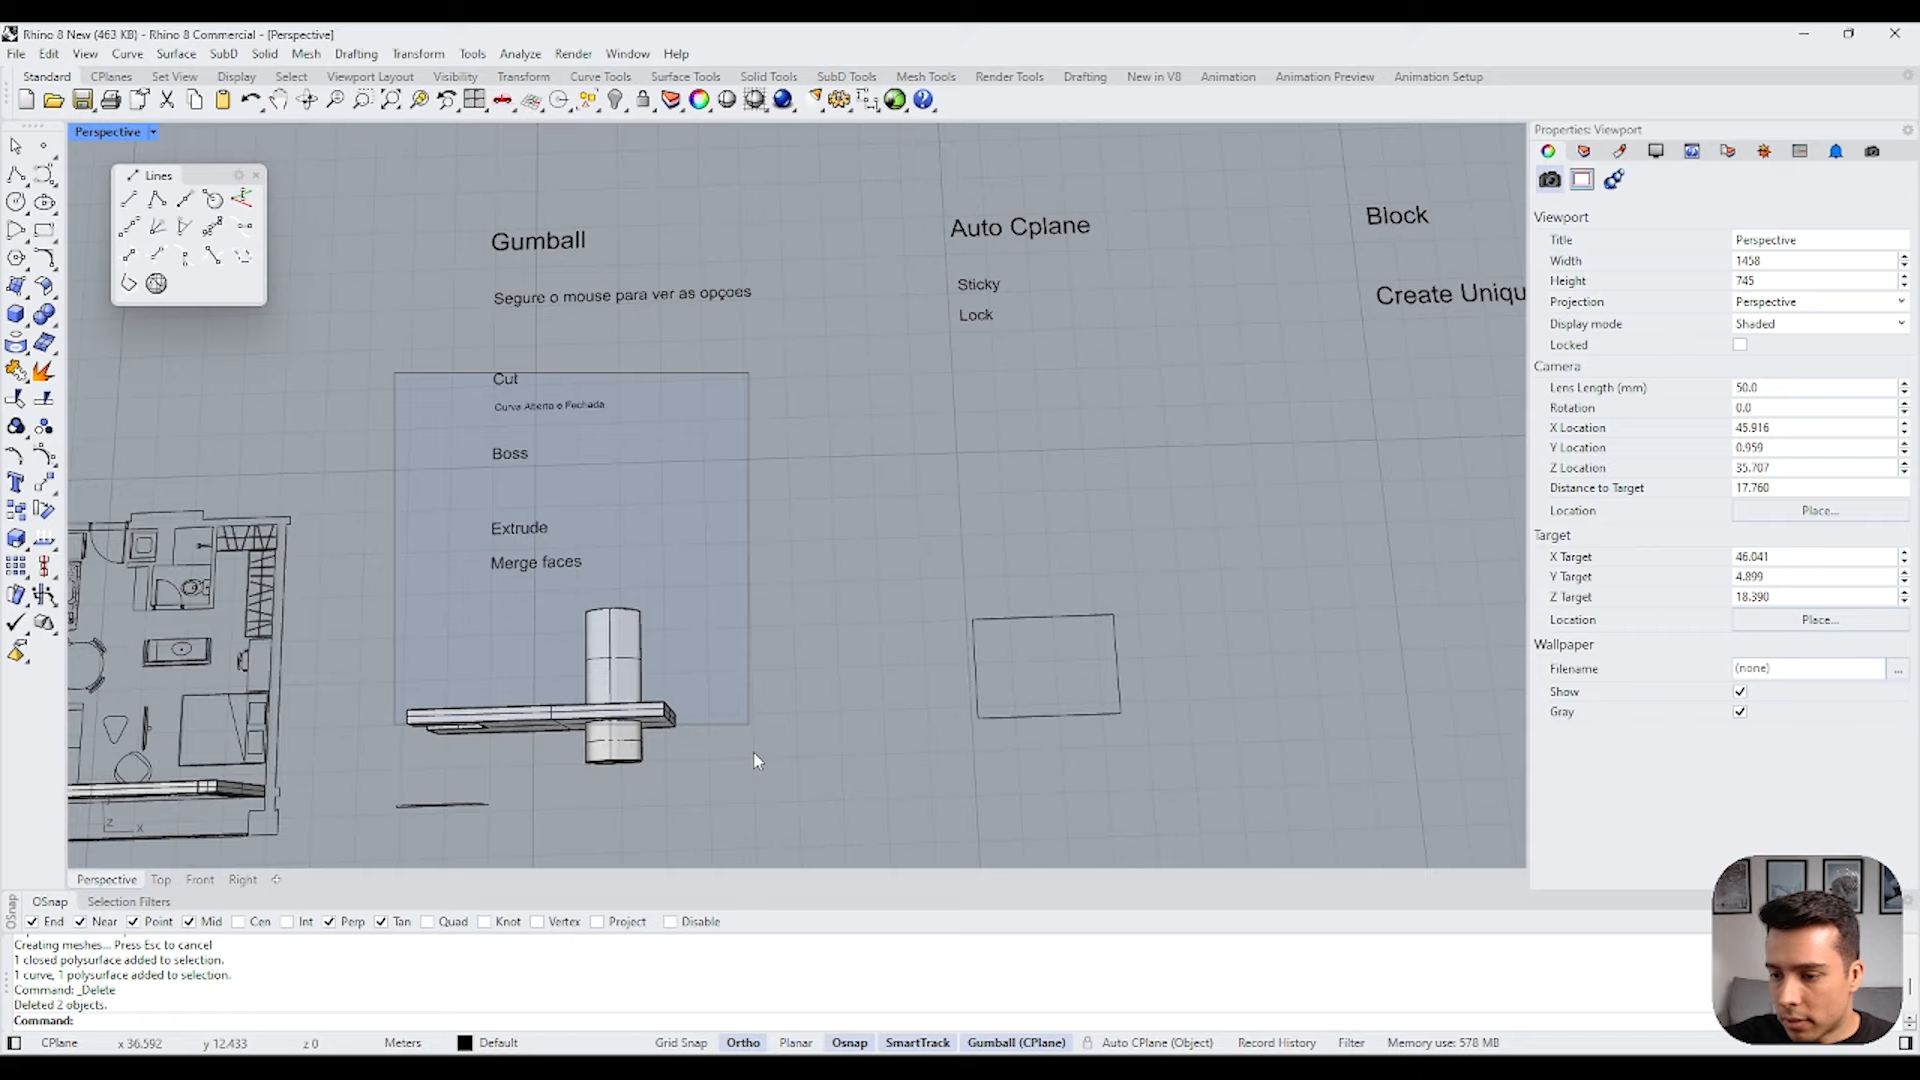 Rhino 8 New (463 KB) - Rhino 8 Commercial - [Perspective]
File Edit View Curve Surface SubD Solid Mesh Drafting Transform Tools Analyze Render Window Help
Standard CPlanes Set View Display Select Viewport Layout Visibility Transform Curve Tools Surface Tools Solid Tools SubD Tools Mesh Tools Render Tools Drafting New in V8 Animation Animation Preview Animation Setup
Perspective
Lines
Gumball
Segure o mouse para ver as opçoes
Cut
Curva Aberta e Fechada
Boss
Extrude
Merge faces
Auto Cplane
Sticky
Lock
Block
Create Uniqu
z x
Properties: Viewport
Viewport
Title Perspective
Width 1458
Height 745
Projection Perspective
Display mode Shaded
Locked
Camera
Lens Length (mm) 50.0
Rotation 0.0
X Location 45.916
Y Location 0.959
Z Location 35.707
Distance to Target 17.760
Location Place...
Target
X Target 46.041
Y Target 4.899
Z Target 18.390
Location Place...
Wallpaper
Filename (none) ...
Show
Gray
Perspective Top Front Right
OSnap
OSnap Selection Filters
End Near Point Mid Cen Int Perp Tan Quad Knot Vertex Project Disable
Creating meshes... Press Esc to cancel
1 closed polysurface added to selection.
1 curve, 1 polysurface added to selection.
Command: _Delete
Deleted 2 objects.
Command:
CPlane x 36.592 y 12.433 z 0 Meters Default Grid Snap Ortho Planar Osnap SmartTrack Gumball (CPlane) Auto CPlane (Object) Record History Filter Memory use: 578 MB